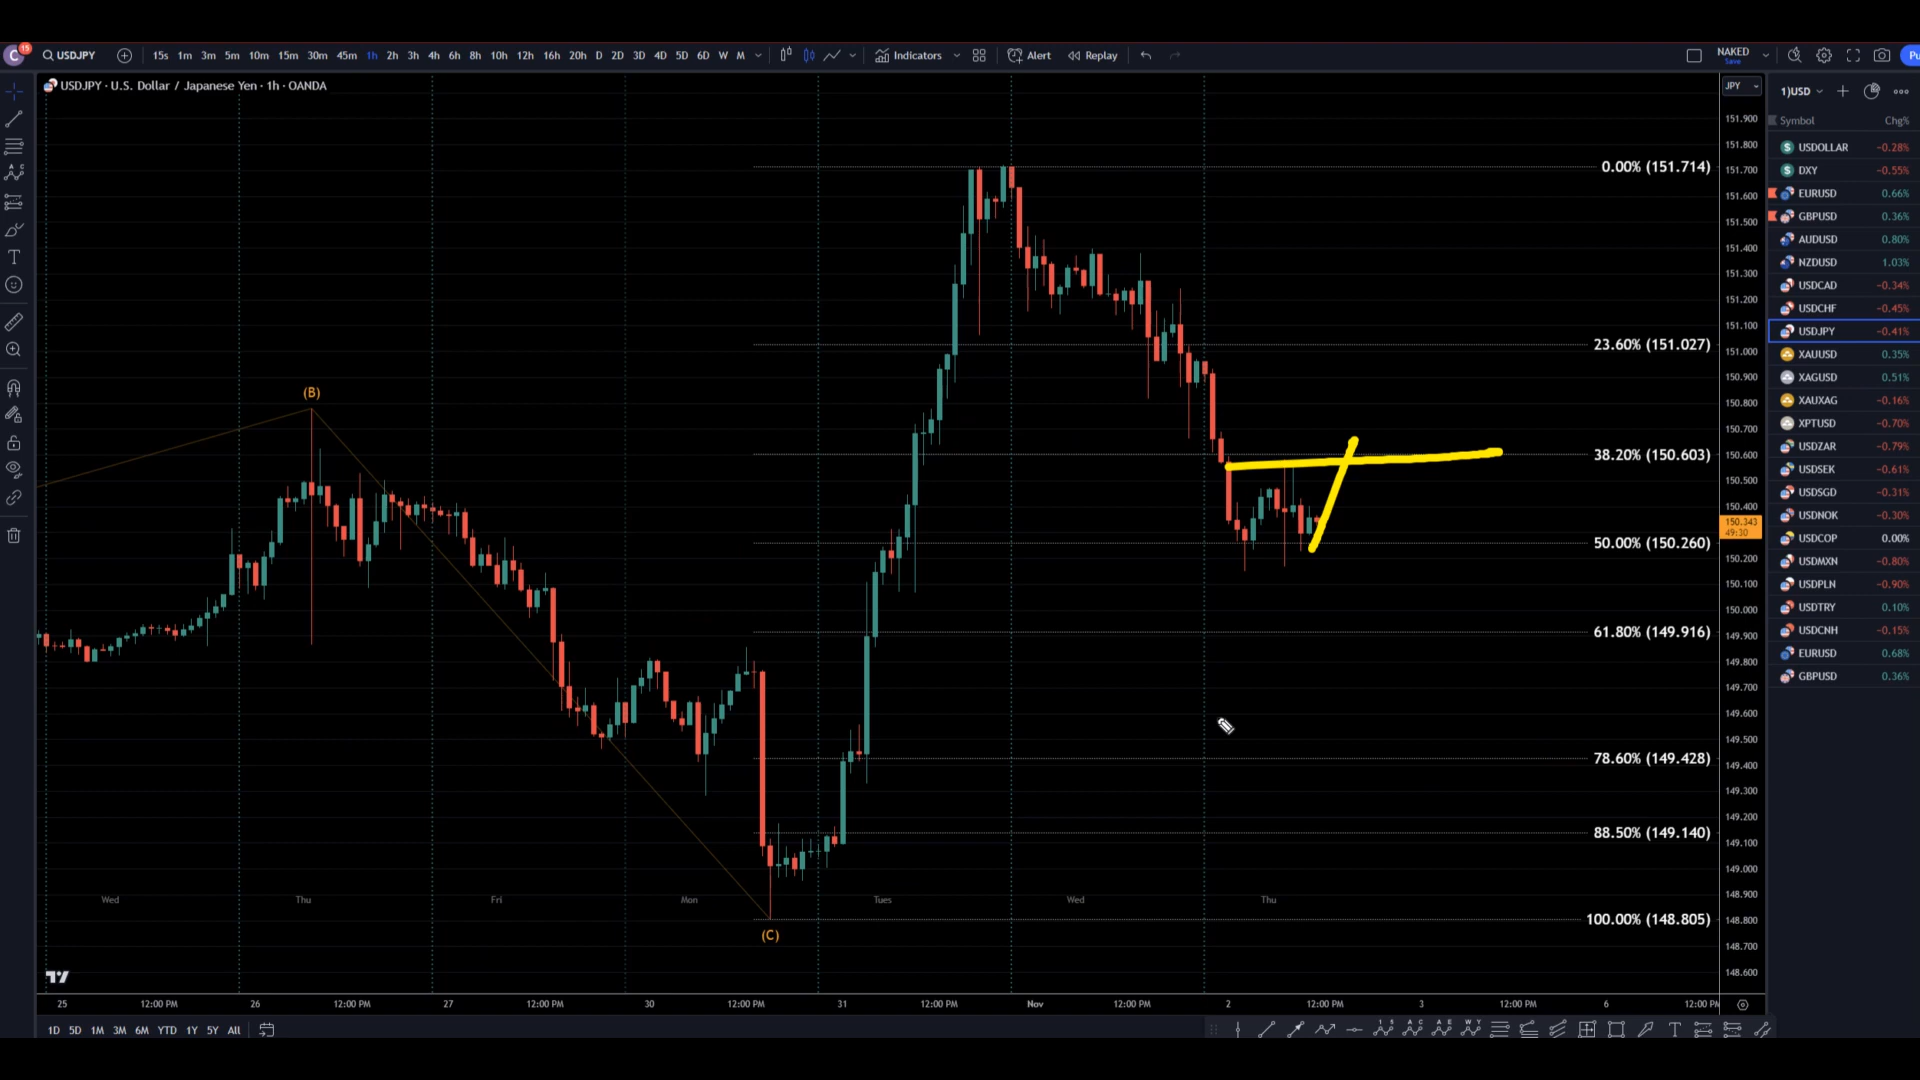 C 15 USDJPY 15s 1m 3m 5m 10m 15m 30m 45m 1h 2h 3h 4h 6h 8h 10h 12h 16h 20h D 2D 3D 4D 5D 6D W M Indicators Alert Replay NAKED Pu
Save
USDJPY · U.S. Dollar / Japanese Yen · 1h · OANDA JPY 1)USD
Symbol Chg%
151.900
151.800
151.700
151.600
151.500
151.400
151.300
151.200
151.100
151.000
150.900
150.800
150.700
150.600
150.500
150.400
150.343
49:30
150.200
150.100
150.000
149.900
149.800
149.700
149.600
149.500
149.400
149.300
149.200
149.100
149.000
148.900
148.800
148.700
148.600
0.00% (151.714)
23.60% (151.027)
38.20% (150.603)
50.00% (150.260)
61.80% (149.916)
78.60% (149.428)
88.50% (149.140)
100.00% (148.805)
(B)
(C)
USDOLLAR −0.28%
DXY −0.55%
EURUSD 0.66%
GBPUSD 0.36%
AUDUSD 0.80%
NZDUSD 1.03%
USDCAD −0.34%
USDCHF −0.45%
USDJPY −0.41%
XAUUSD 0.35%
XAGUSD 0.51%
XAUXAG −0.16%
XPTUSD −0.70%
USDZAR −0.79%
USDSEK −0.61%
USDSGD −0.31%
USDNOK −0.30%
USDCOP 0.00%
USDMXN −0.80%
USDPLN −0.90%
USDTRY 0.10%
USDCNH −0.15%
EURUSD 0.68%
GBPUSD 0.36%
Wed Thu Fri Mon Tues Wed Thu
25 12:00 PM 26 12:00 PM 27 12:00 PM 30 12:00 PM 31 12:00 PM Nov 12:00 PM 2 12:00 PM 3 12:00 PM 6 12:00 PM
1D 5D 1M 3M 6M YTD 1Y 5Y All